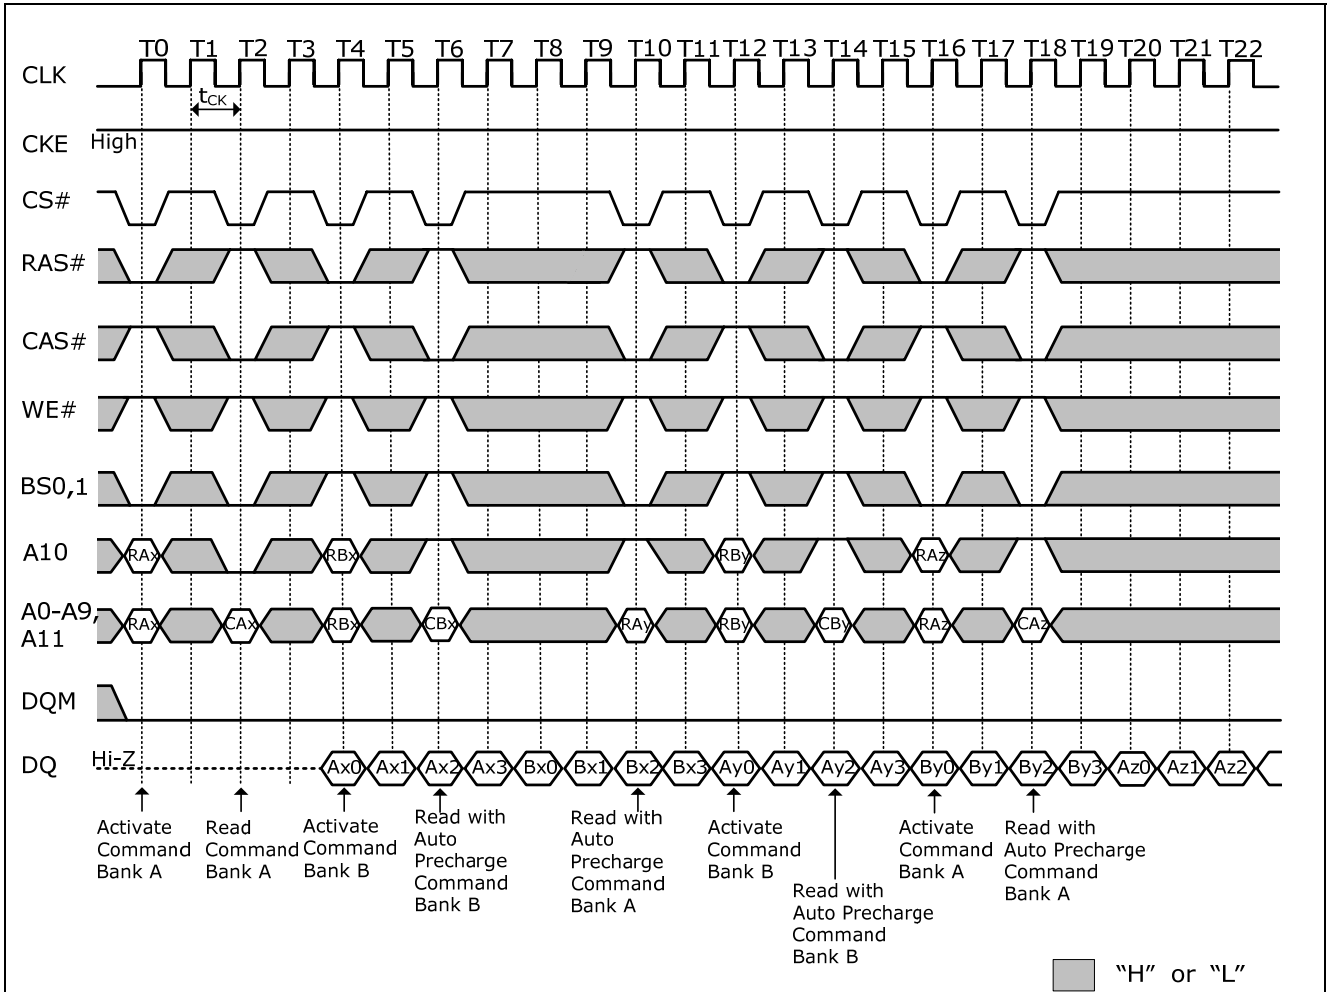 T0 T1 T2 T3 T4 T5 T6 T7 T8 T9 T10 T11 T12 T13 T14 T15 T16 T17 T18 T19 T20 T21 T22
CLK
tCK
CKE High
CS#
RAS#
CAS#
WE#
BS0,1
A10 RAx RBx RBy RAz
A0-A9, A11 RAx CAx RBx CBx RAy RBy CBy RAz CAz
DQM
DQ Hi-Z Ax0 Ax1 Ax2 Ax3 Bx0 Bx1 Bx2 Bx3 Ay0 Ay1 Ay2 Ay3 By0 By1 By2 By3 Az0 Az1 Az2
Activate
Command
Bank A
Read
Command
Bank A
Activate
Command
Bank B
Read with
Auto
Precharge
Command
Bank B
Read with
Auto
Precharge
Command
Bank A
Activate
Command
Bank B
Read with
Auto Precharge
Command
Bank B
Activate
Command
Bank A
Read with
Auto Precharge
Command
Bank A
“H” or “L”